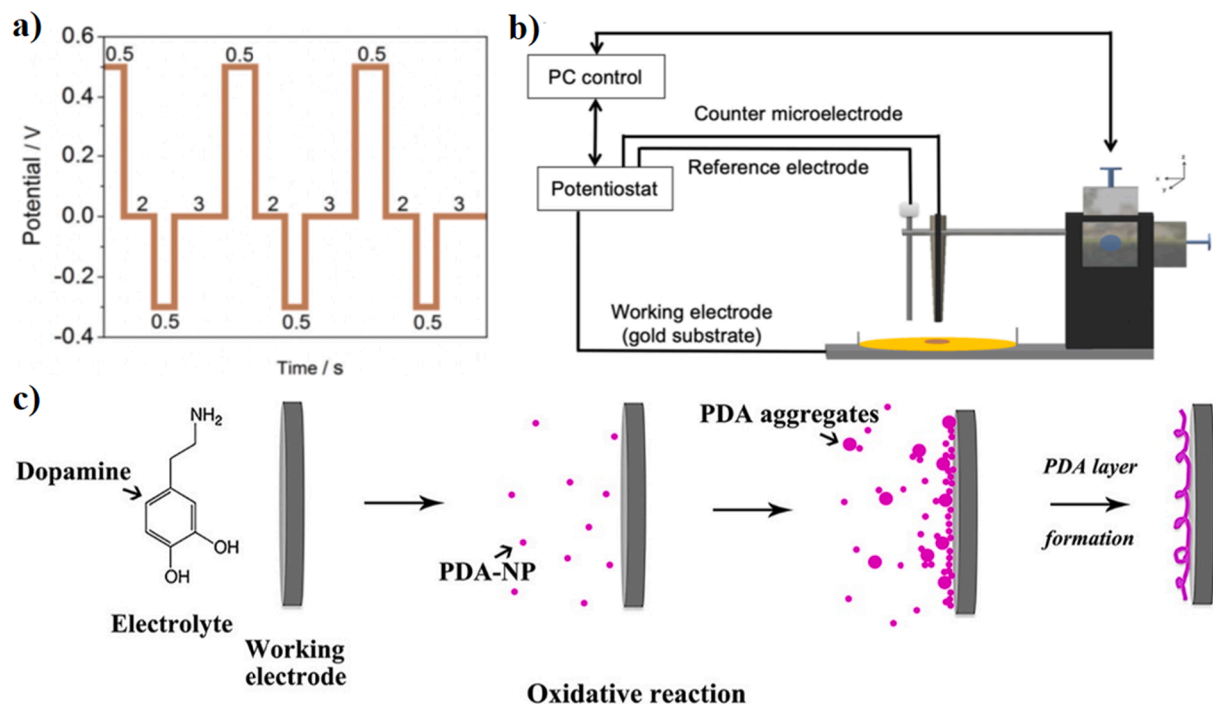 a)
0.6
0.4
0.2
0.0
-0.2
-0.4
Potential / V
0.5 0.5 0.5
2 3 2 3 2 3
0.5 0.5 0.5
Time / s
b)
PC control
Counter microelectrode
Reference electrode
Potentiostat
Working electrode
(gold substrate)
z
x
y
c)
NH2
Dopamine
OH
OH
Electrolyte
Working
electrode
PDA-NP
PDA aggregates
PDA layer
formation
Oxidative reaction